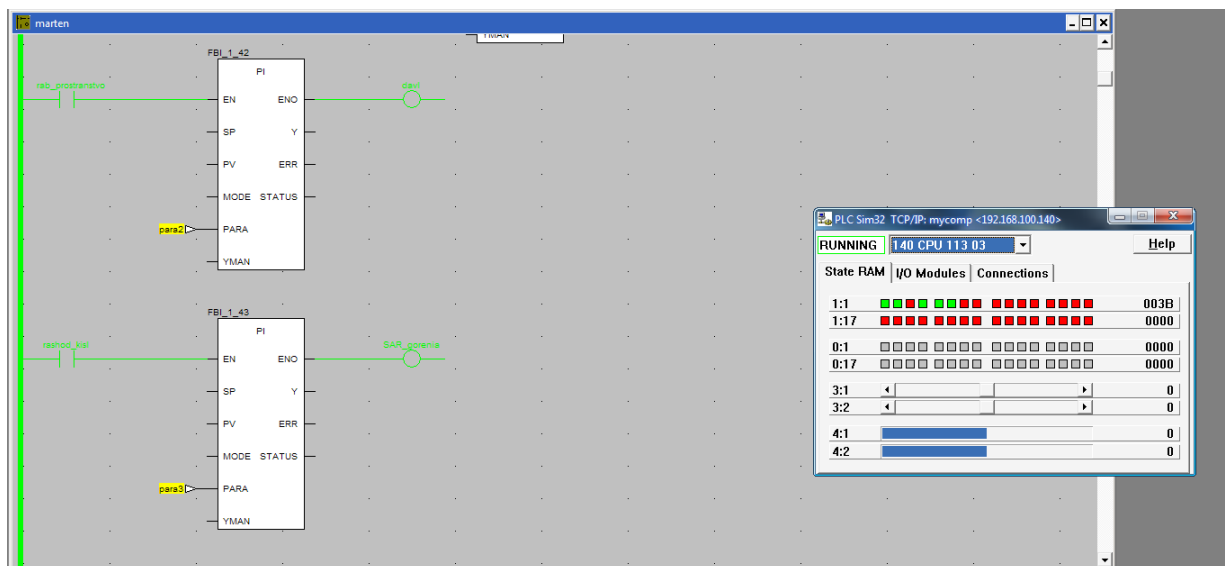 marten
YMAN
FBI_1_42
PI
rab_prostranstvo
davl
EN ENO
SP Y
PV ERR
MODE STATUS
para2 PARA
YMAN
FBI_1_43
PI
rashod_kisl
SAR_gorenia
EN ENO
SP Y
PV ERR
MODE STATUS
para3 PARA
YMAN
PLC Sim32 TCP/IP: mycomp <192.168.100.140>
RUNNING 140 CPU 113 03 Help
State RAM I/O Modules Connections
1:1 003B
1:17 0000
0:1 0000
0:17 0000
3:1 0
3:2 0
4:1 0
4:2 0